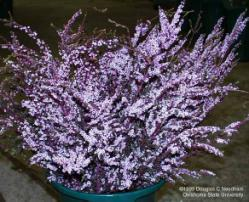 ©1999 Douglas C Needham
Oklahoma State University